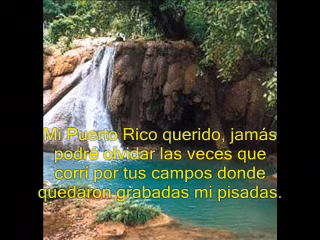 Mi Puerto Rico querido, jamás
podré olvidar las veces que
corrí por tus campos donde
quedaron grabadas mi pisadas.